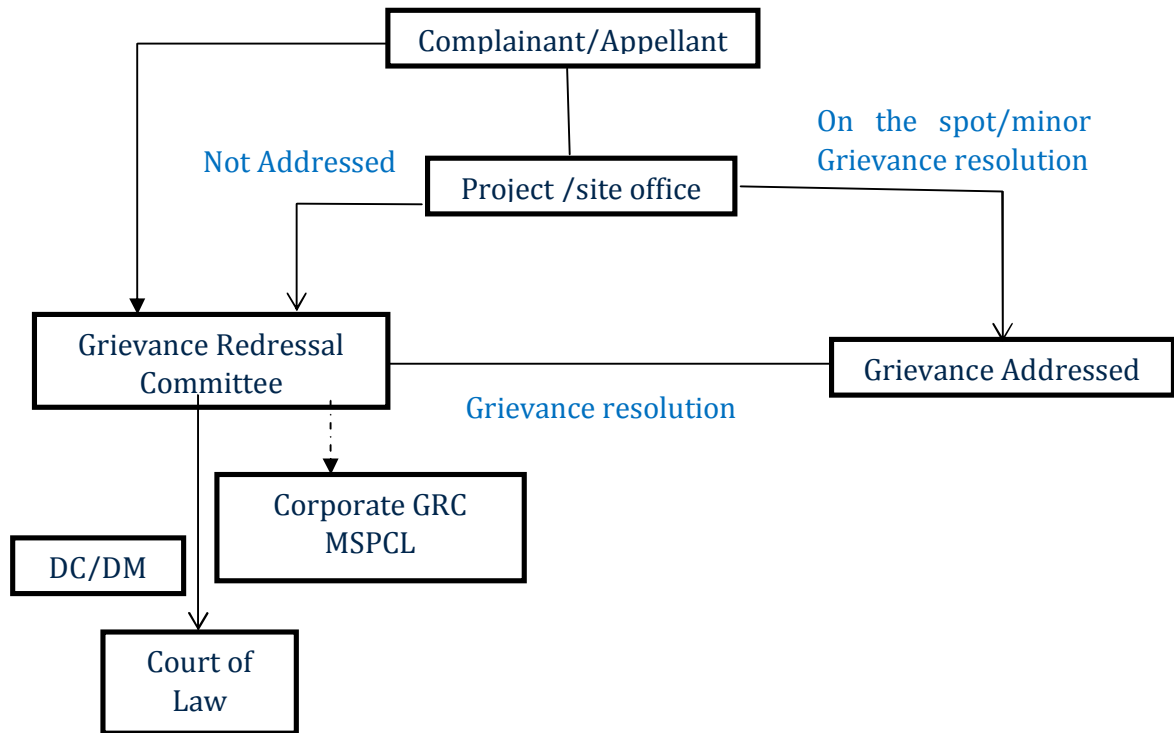 Complainant/Appellant
On the spot/minor
Grievance resolution
Not Addressed
Project /site office
Grievance Redressal
Committee
Grievance Addressed
Grievance resolution
Corporate GRC
MSPCL
DC/DM
Court of
Law